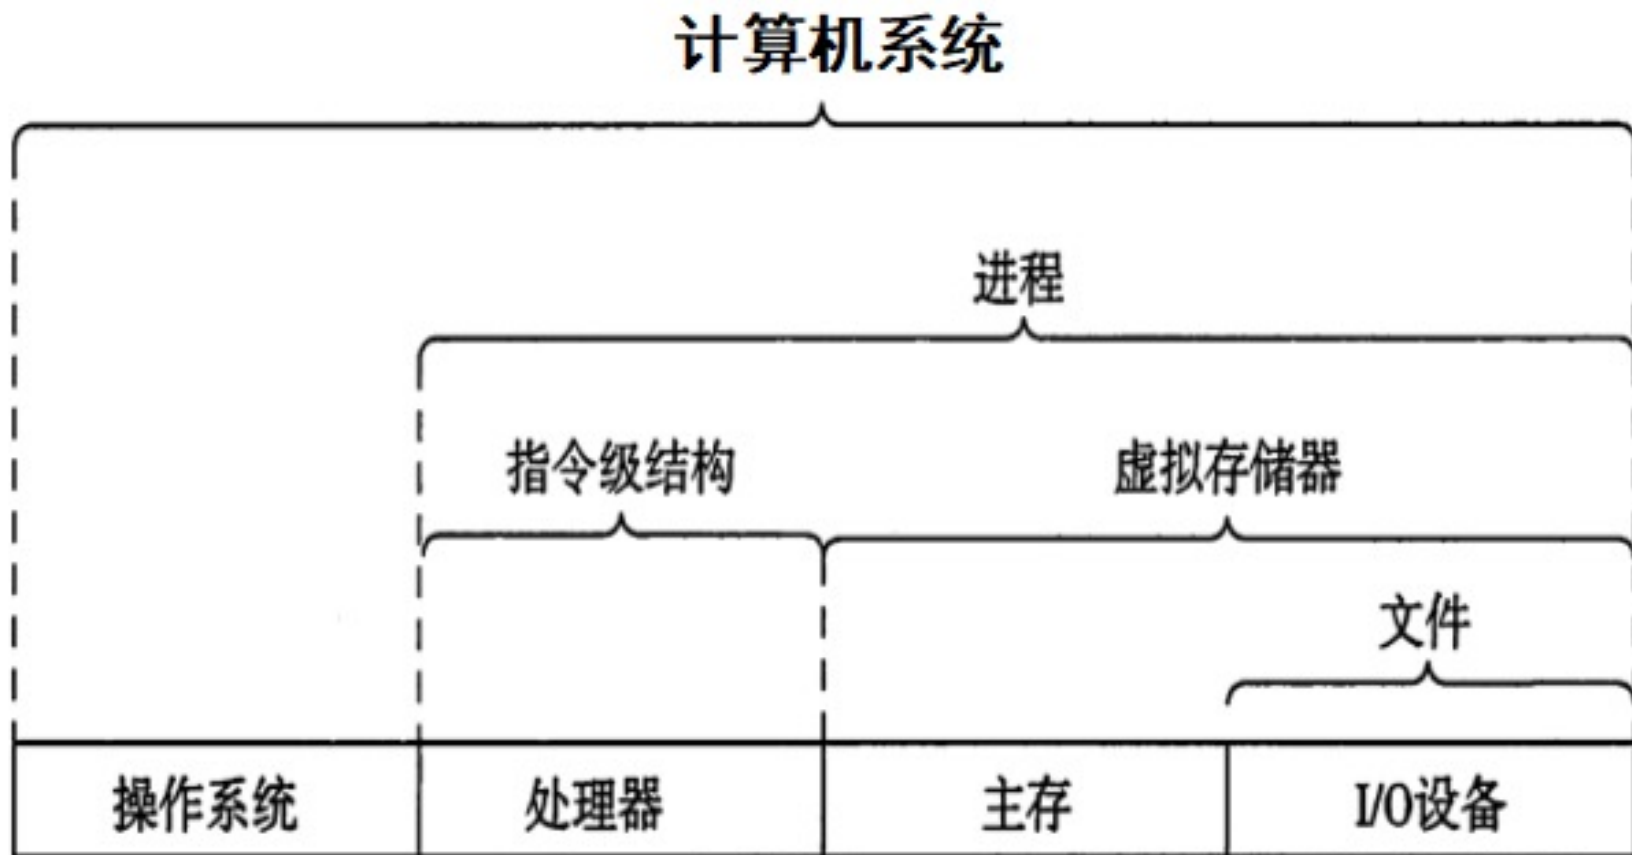 计算机系统
进程
指令级结构 虚拟存储器
文件
操作系统 处理器 主存 I/O设备